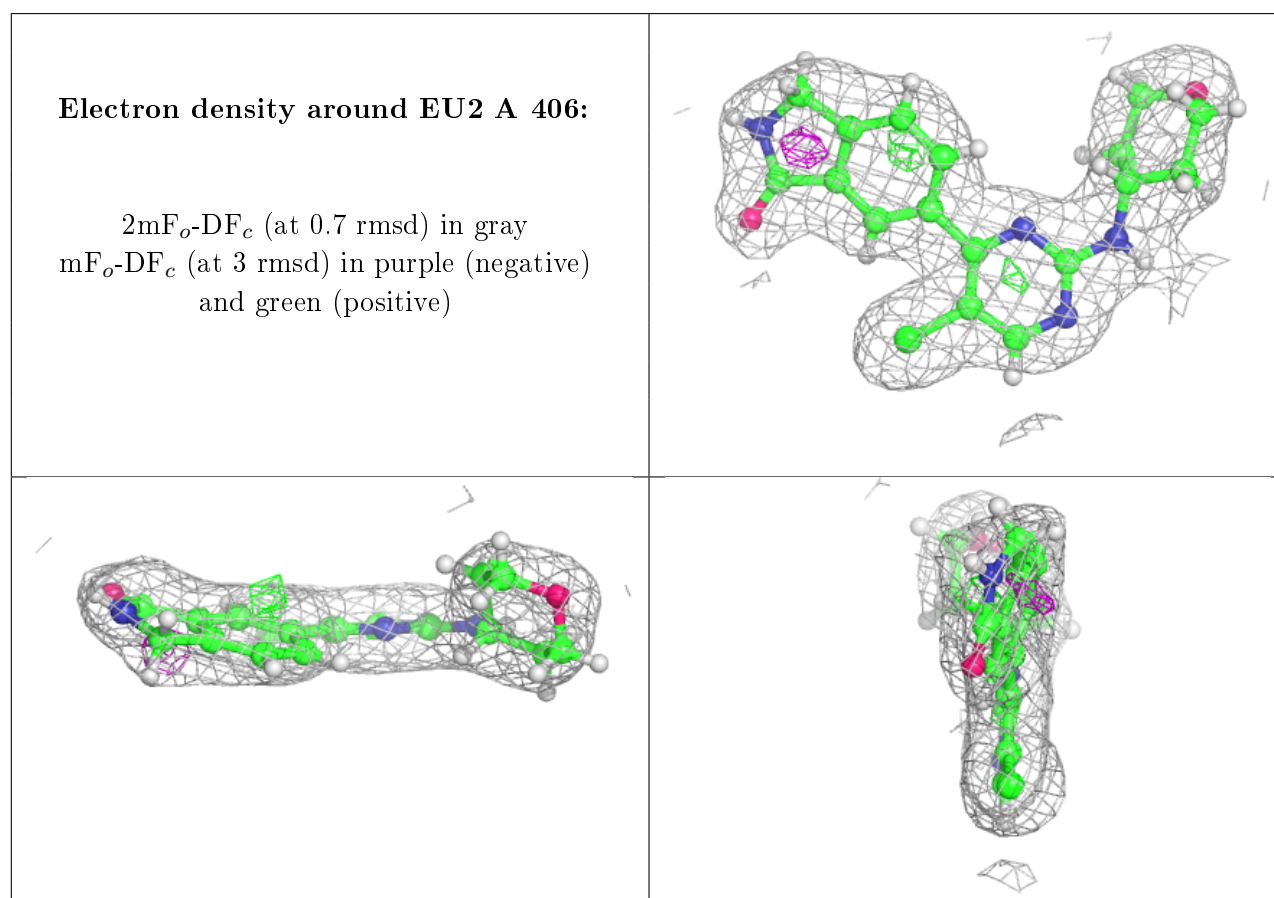 Electron density around EU2 A 406:
2mFₒ-DF𝒸 (at 0.7 rmsd) in gray
mFₒ-DF𝒸 (at 3 rmsd) in purple (negative)
and green (positive)